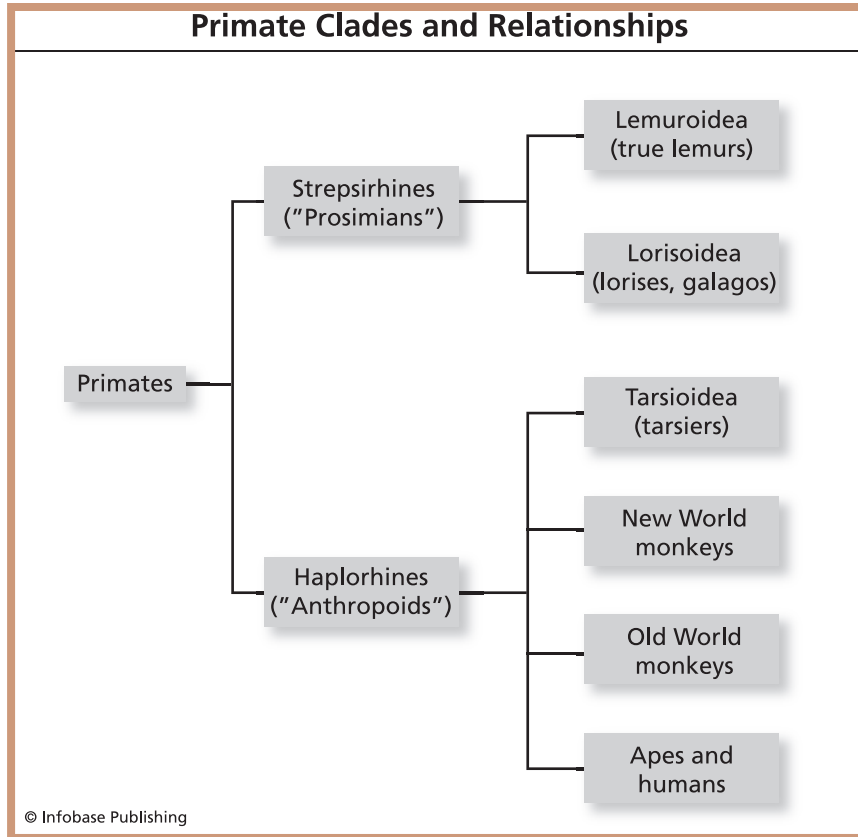 Primate Clades and Relationships
Lemuroidea
(true lemurs)
Strepsirhines
(”Prosimians”)
Lorisoidea
(lorises, galagos)
Primates
Tarsioidea
(tarsiers)
New World
monkeys
Haplorhines
(”Anthropoids”)
Old World
monkeys
Apes and
humans
© Infobase Publishing